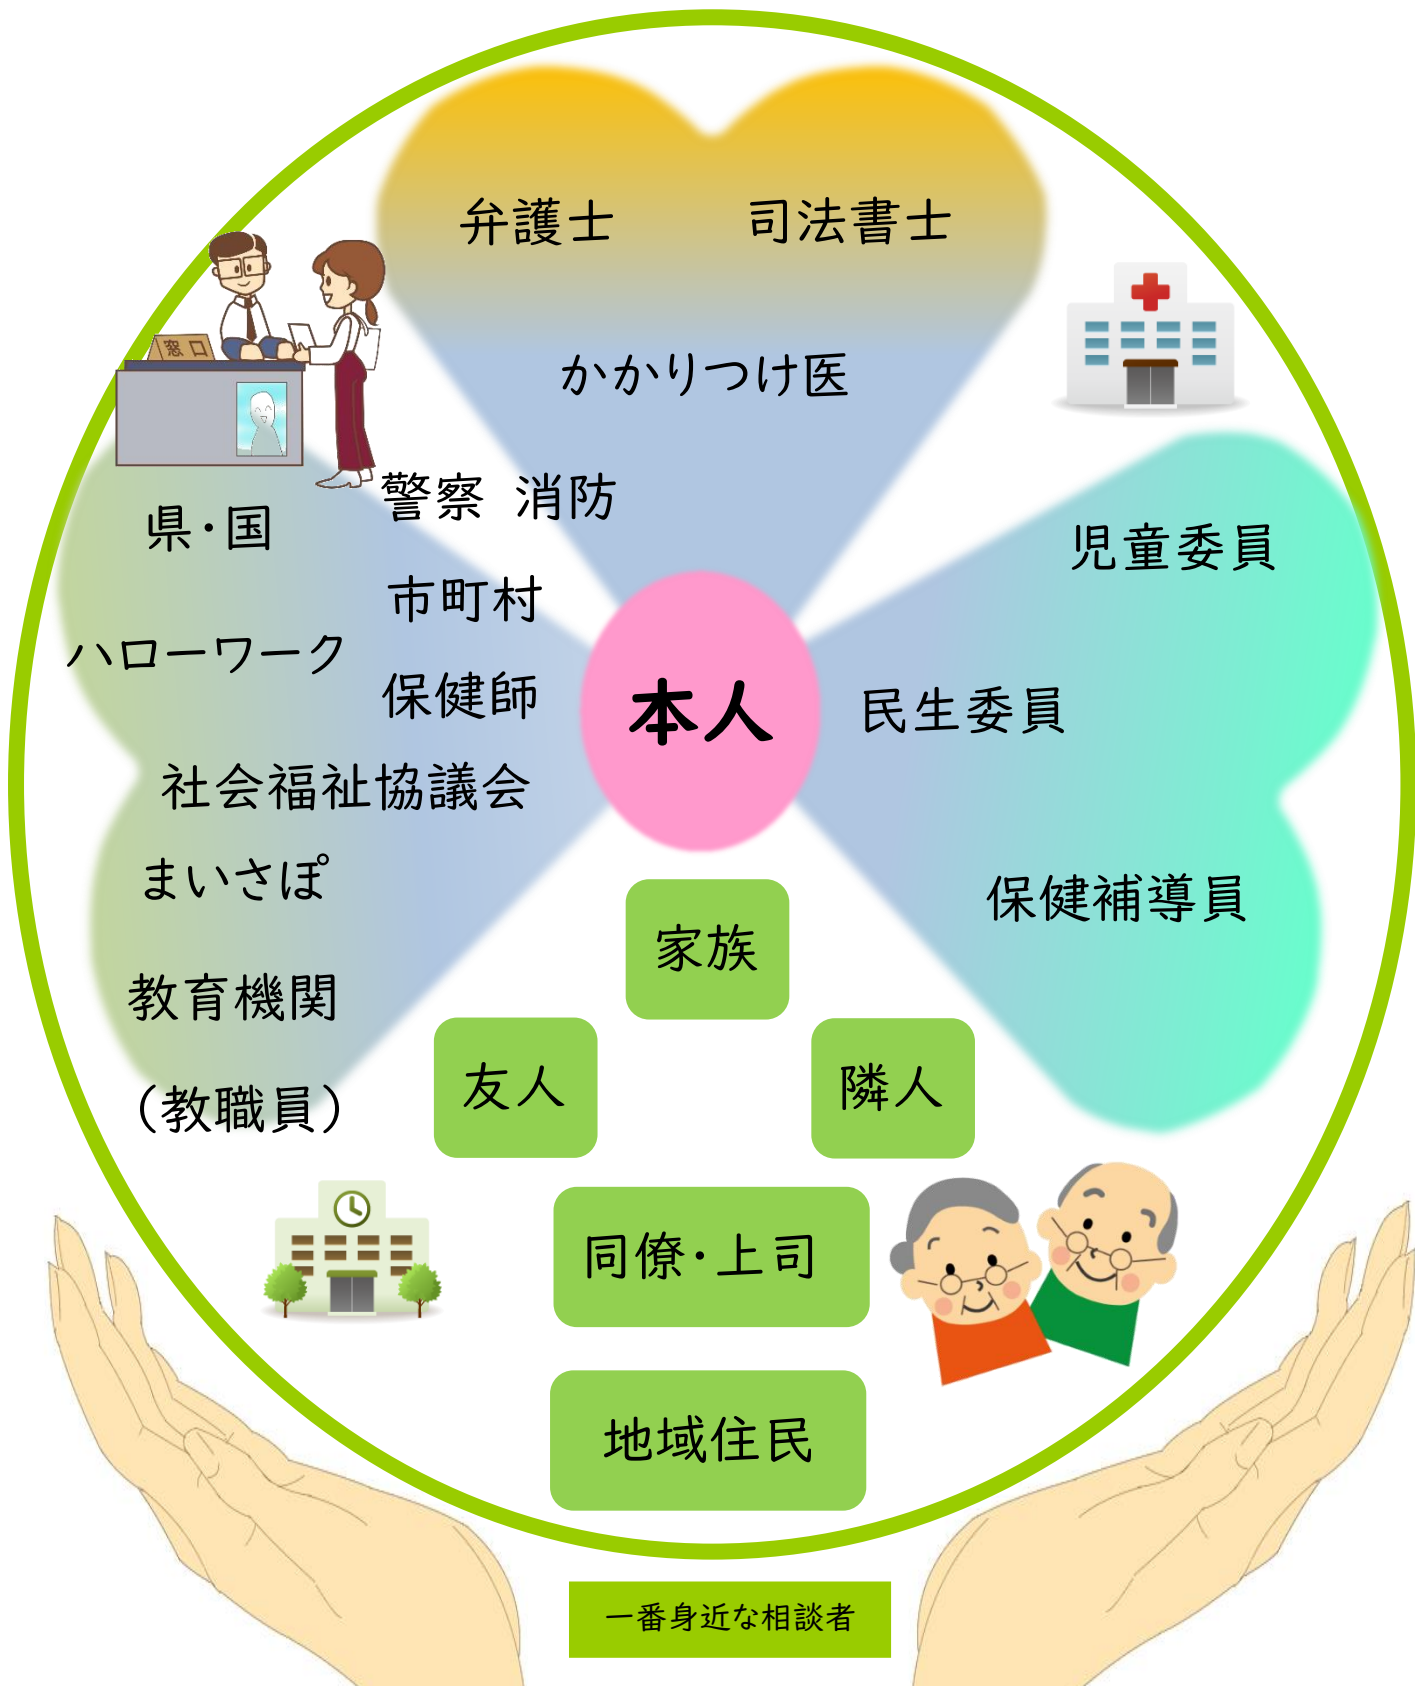 弁護士
司法書士
かかりつけ医
窓口
警察 消防
県・国
市町村
ハローワーク
保健師
社会福祉協議会
まいさぽ
教育機関
（教職員）
本人
児童委員
民生委員
保健補導員
家族
友人
隣人
同僚・上司
地域住民
一番身近な相談者